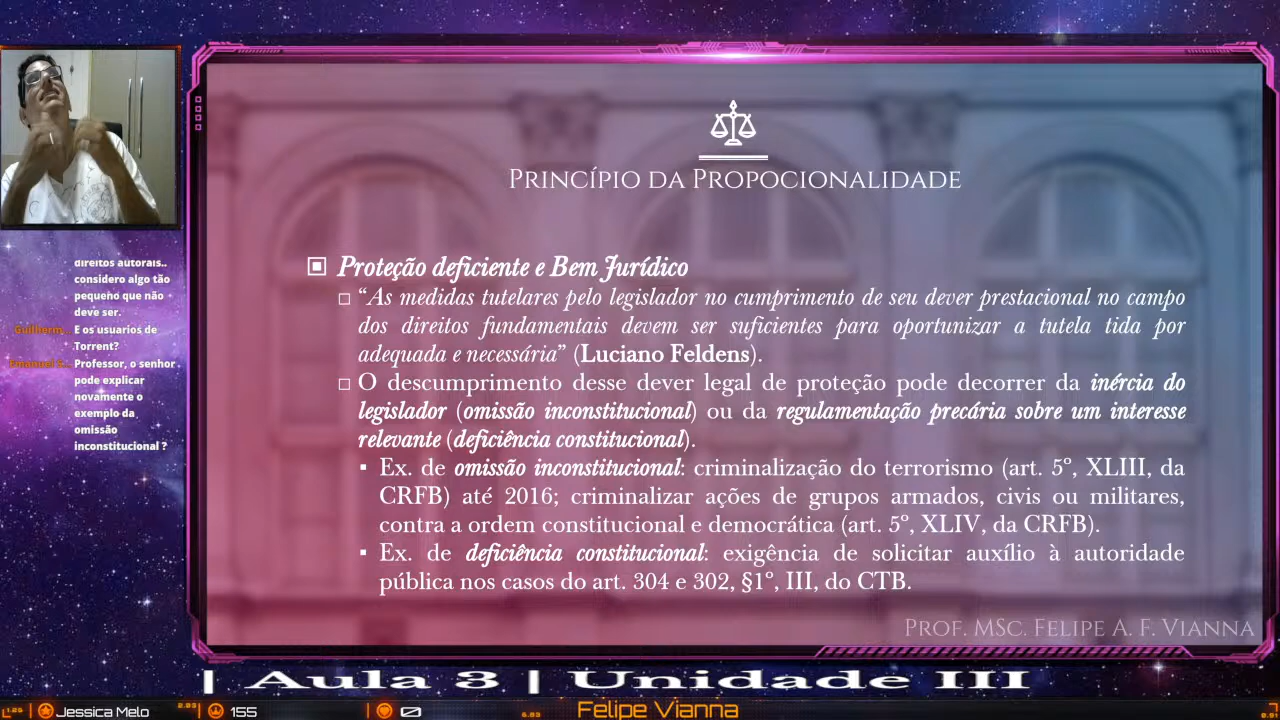 Princípio da Propocionalidade
Proteção deficiente e Bem Jurídico
“As medidas tutelares pelo legislador no cumprimento de seu dever prestacional no campo
dos direitos fundamentais devem ser suficientes para oportunizar a tutela tida por
adequada e necessária” (Luciano Feldens).
O descumprimento desse dever legal de proteção pode decorrer da inércia do
legislador (omissão inconstitucional) ou da regulamentação precária sobre um interesse
relevante (deficiência constitucional).
Ex. de omissão inconstitucional: criminalização do terrorismo (art. 5º, XLIII, da
CRFB) até 2016; criminalizar ações de grupos armados, civis ou militares,
contra a ordem constitucional e democrática (art. 5º, XLIV, da CRFB).
Ex. de deficiência constitucional: exigência de solicitar auxílio à autoridade
pública nos casos do art. 304 e 302, §1º, III, do CTB.
Prof. MSc. Felipe A. F. Vianna
direitos autorais..
considero algo tão
pequeno que não
deve ser.
Guilherm... E os usuarios de
Torrent?
Emanuel S... Professor, o senhor
pode explicar
novamente o
exemplo da
omissão
inconstitucional ?
| Aula 3 | Unidade III
Jessica Melo
155
0
Felipe Vianna